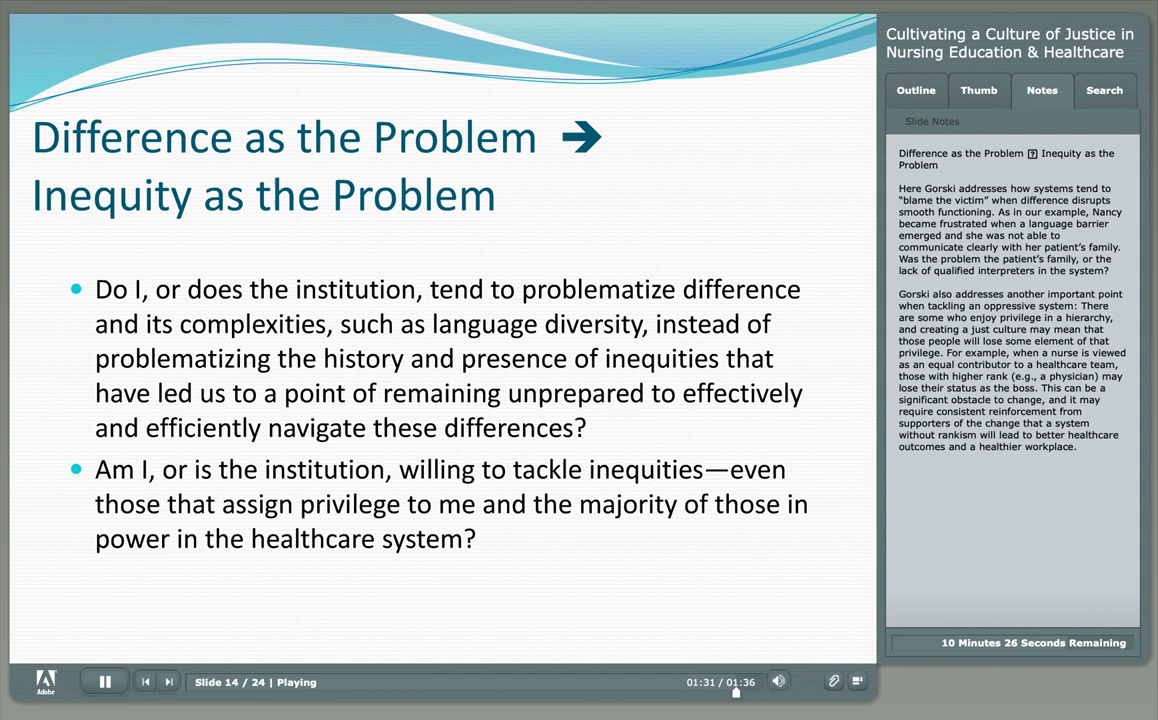 Difference as the Problem ➔
Inequity as the Problem
Do I, or does the institution, tend to problematize difference
and its complexities, such as language diversity, instead of
problematizing the history and presence of inequities that
have led us to a point of remaining unprepared to effectively
and efficiently navigate these differences?
Am I, or is the institution, willing to tackle inequities—even
those that assign privilege to me and the majority of those in
power in the healthcare system?
Adobe
Slide 14 / 24 | Playing
01:31 / 01:36
Cultivating a Culture of Justice in
Nursing Education & Healthcare
Outline Thumb Notes Search
Slide Notes
Difference as the Problem ? Inequity as the
Problem
Here Gorski addresses how systems tend to
“blame the victim” when difference disrupts
smooth functioning. As in our example, Nancy
became frustrated when a language barrier
emerged and she was not able to
communicate clearly with her patient’s family.
Was the problem the patient’s family, or the
lack of qualified interpreters in the system?
Gorski also addresses another important point
when tackling an oppressive system: There
are some who enjoy privilege in a hierarchy,
and creating a just culture may mean that
those people will lose some element of that
privilege. For example, when a nurse is viewed
as an equal contributor to a healthcare team,
those with higher rank (e.g., a physician) may
lose their status as the boss. This can be a
significant obstacle to change, and it may
require consistent reinforcement from
supporters of the change that a system
without rankism will lead to better healthcare
outcomes and a healthier workplace.
10 Minutes 26 Seconds Remaining